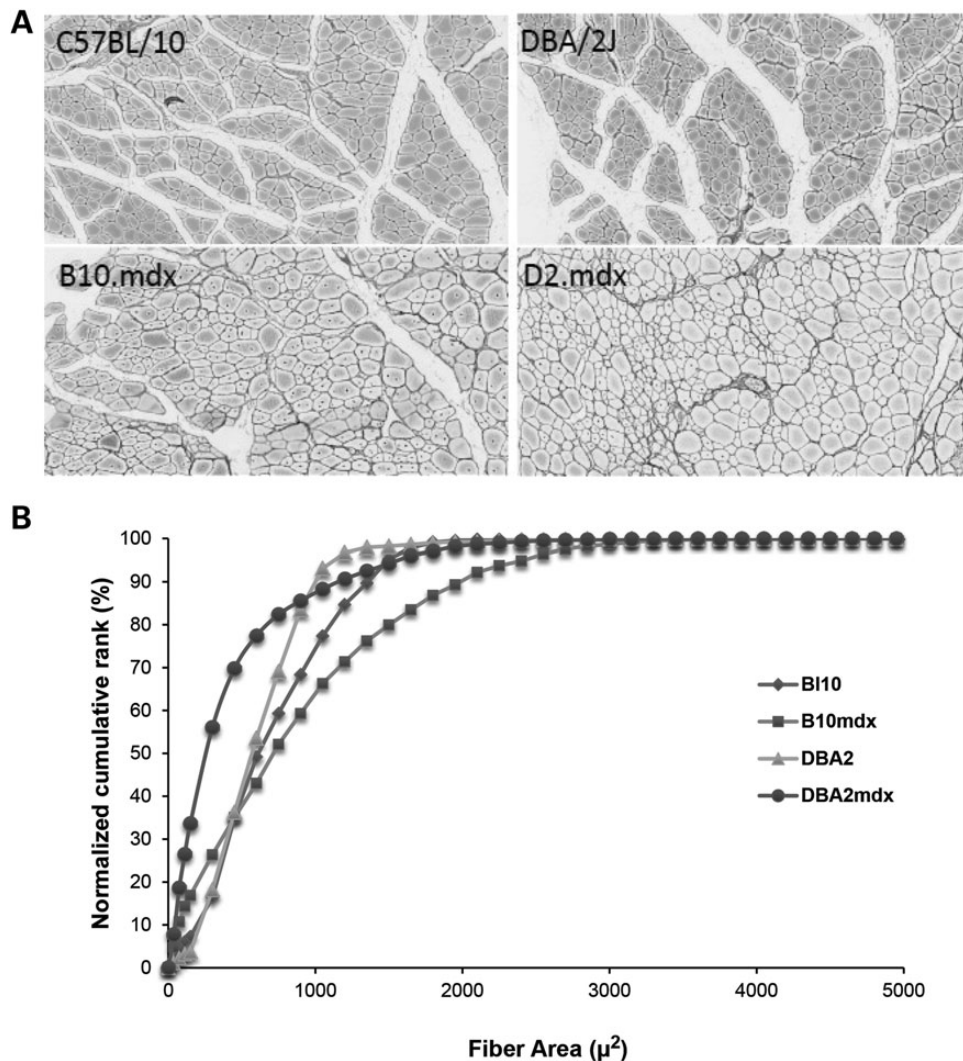 A
C57BL/10
DBA/2J
B10.mdx
D2.mdx
B
100
90
80
70
60
50
40
30
20
10
0
Normalized cumulative rank (%)
Bl10
B10mdx
DBA2
DBA2mdx
0 1000 2000 3000 4000 5000
Fiber Area (µ²)